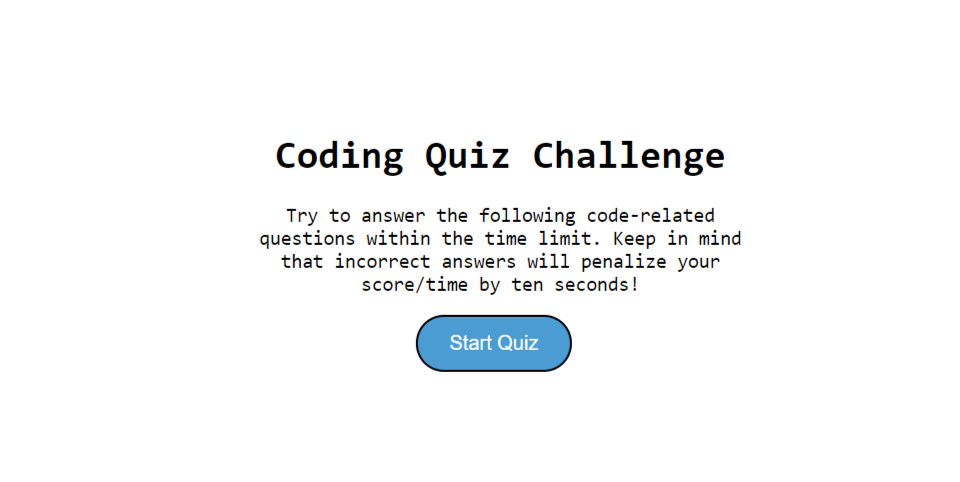 Coding Quiz Challenge
Try to answer the following code-related
questions within the time limit. Keep in mind
that incorrect answers will penalize your
score/time by ten seconds!
Start Quiz